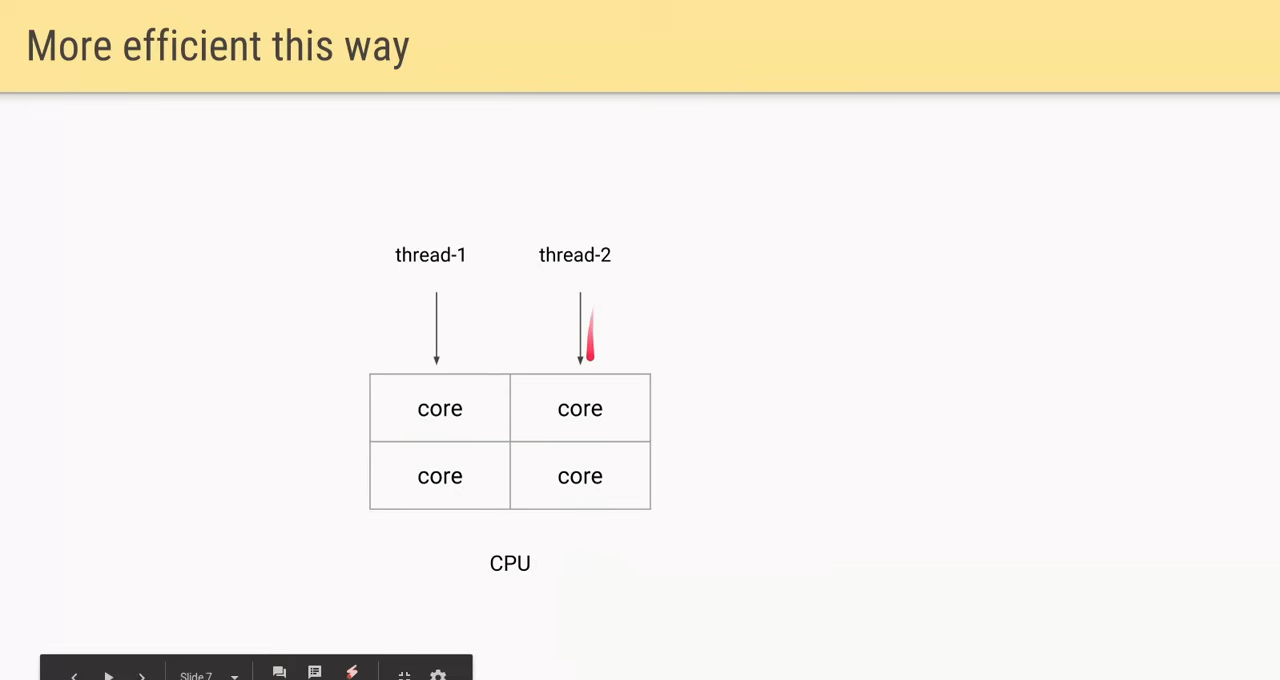 More efficient this way
thread-1 thread-2
core core
core core
CPU
Slide 7